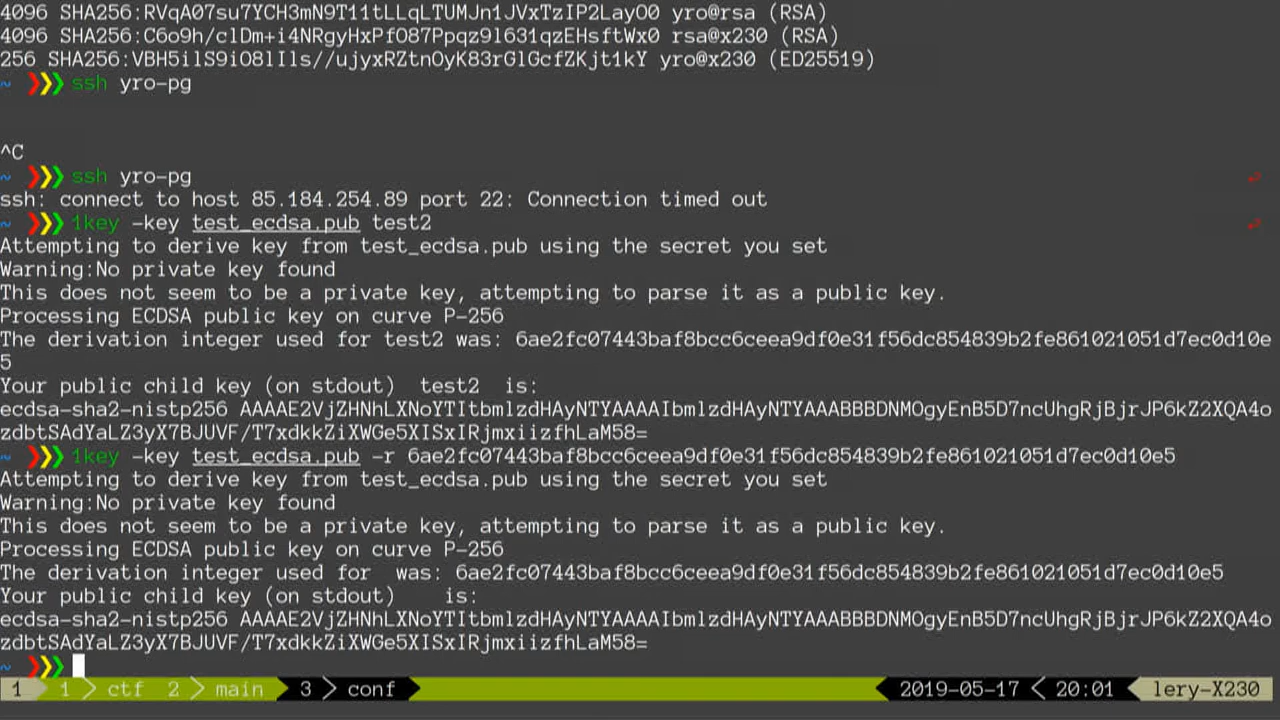 4096 SHA256:RVqA07su7YCH3mN9T11tLLqLTUMJn1JVxTzIP2LayO0 yro@rsa (RSA)
4096 SHA256:C6o9h/clDm+i4NRgyHxPfO87Ppqz9l631qzEHsftWx0 rsa@x230 (RSA)
256 SHA256:VBH5ilS9iO8lIls//ujyxRZtnOyK83rGlGcfZKjt1kY yro@x230 (ED25519)
~ ❯❯❯ ssh yro-pg
^C
~ ❯❯❯ ssh yro-pg
ssh: connect to host 85.184.254.89 port 22: Connection timed out
~ ❯❯❯ 1key -key test_ecdsa.pub test2
Attempting to derive key from test_ecdsa.pub using the secret you set
Warning:No private key found
This does not seem to be a private key, attempting to parse it as a public key.
Processing ECDSA public key on curve P-256
The derivation integer used for test2 was: 6ae2fc07443baf8bcc6ceea9df0e31f56dc854839b2fe861021051d7ec0d10e
5
Your public child key (on stdout)  test2  is:
ecdsa-sha2-nistp256 AAAAE2VjZHNhLXNoYTItbmlzdHAyNTYAAAAIbmlzdHAyNTYAAABBBDNMOgyEnB5D7ncUhgRjBjrJP6kZ2XQA4o
zdbtSAdYaLZ3yX7BJUVF/T7xdkkZiXWGe5XISxIRjmxiizfhLaM58=
~ ❯❯❯ 1key -key test_ecdsa.pub -r 6ae2fc07443baf8bcc6ceea9df0e31f56dc854839b2fe861021051d7ec0d10e5
Attempting to derive key from test_ecdsa.pub using the secret you set
Warning:No private key found
This does not seem to be a private key, attempting to parse it as a public key.
Processing ECDSA public key on curve P-256
The derivation integer used for  was: 6ae2fc07443baf8bcc6ceea9df0e31f56dc854839b2fe861021051d7ec0d10e5
Your public child key (on stdout)    is:
ecdsa-sha2-nistp256 AAAAE2VjZHNhLXNoYTItbmlzdHAyNTYAAAAIbmlzdHAyNTYAAABBBDNMOgyEnB5D7ncUhgRjBjrJP6kZ2XQA4o
zdbtSAdYaLZ3yX7BJUVF/T7xdkkZiXWGe5XISxIRjmxiizfhLaM58=
~ ❯❯❯
1 1 > ctf 2 > main 3 > conf 2019-05-17 < 20:01 lery-X230